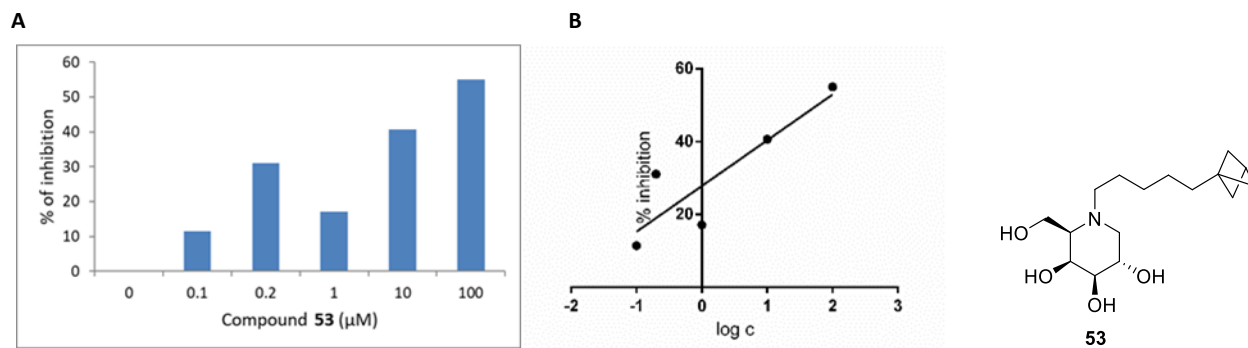 A
60
50
40
30
20
10
0
% of inhibition
0 0.1 0.2 1 10 100
Compound 53 (µM)
B
60
40
20
% inhibition
-2 -1 0 1 2 3
log c
N
HO
HO
OH
OH
53